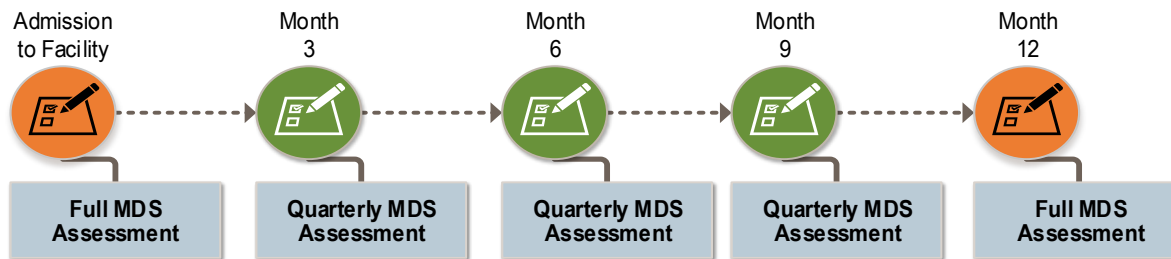 Admission
to Facility
Month
3
Month
6
Month
9
Month
12
Full MDS
Assessment
Quarterly MDS
Assessment
Quarterly MDS
Assessment
Quarterly MDS
Assessment
Full MDS
Assessment